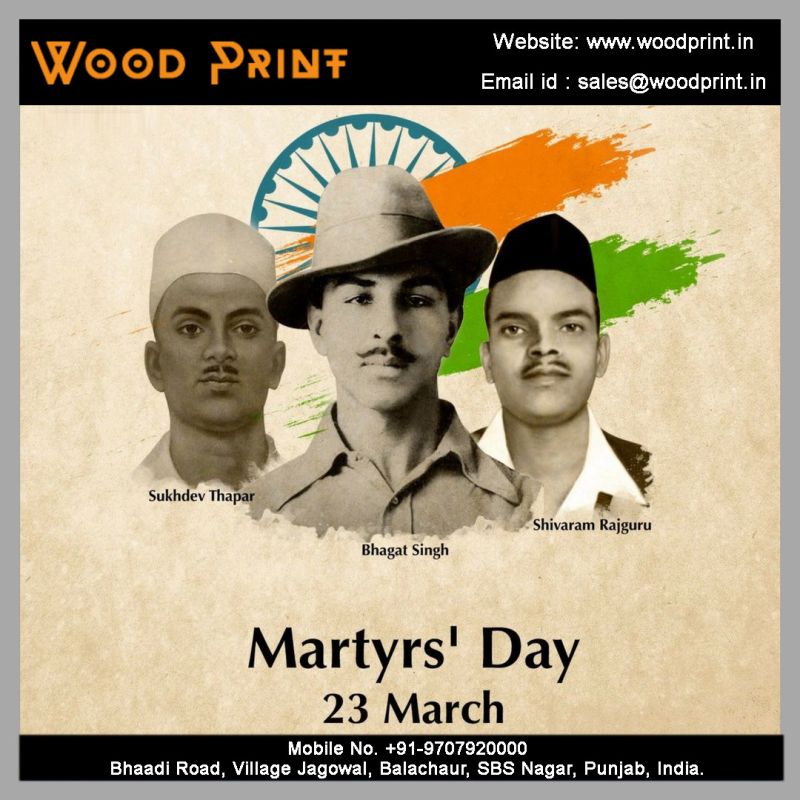 WOOD PRINT
Website: www.woodprint.in
Email id : sales@woodprint.in
Sukhdev Thapar
Bhagat Singh
Shivaram Rajguru
Martyrs' Day
23 March
Mobile No. +91-9707920000
Bhaadi Road, Village Jagowal, Balachaur, SBS Nagar, Punjab, India.